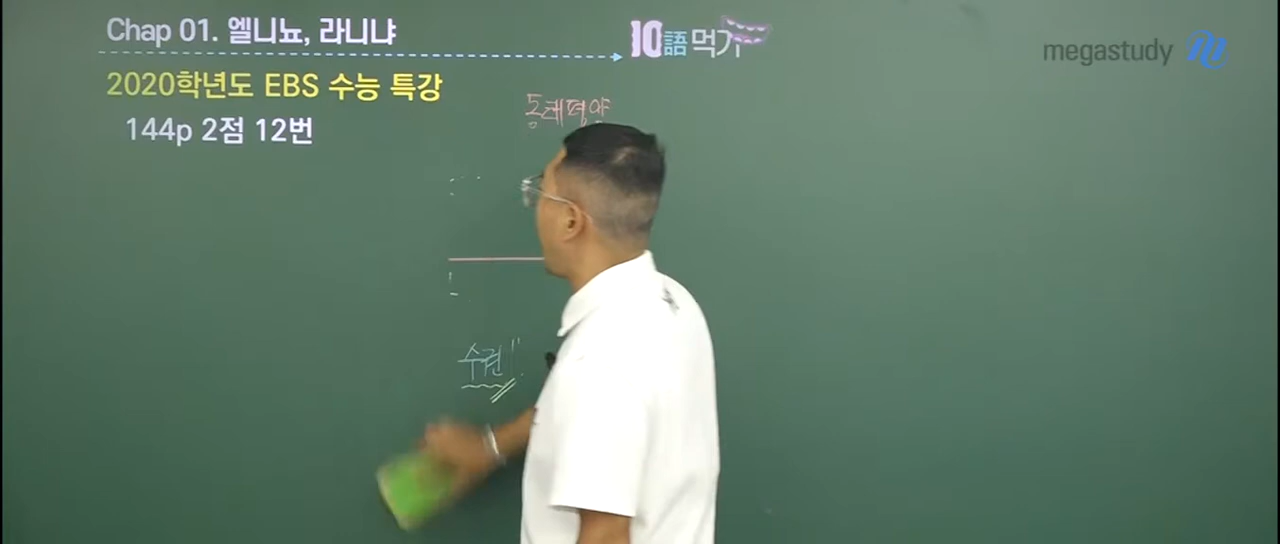 Chap 01. 엘니뇨, 라니냐
10語먹기
megastudy
2020학년도 EBS 수능 특강
144p 2점 12번
동태평양
수권!!